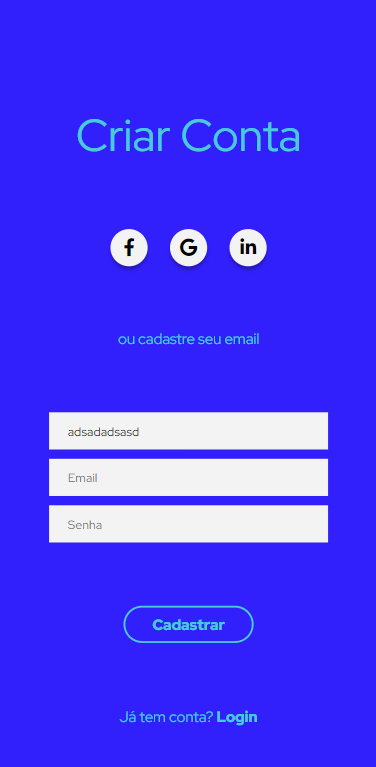 Criar Conta
f G in
ou cadastre seu email
adsadadsasd
Email
Senha
Cadastrar
Já tem conta? Login